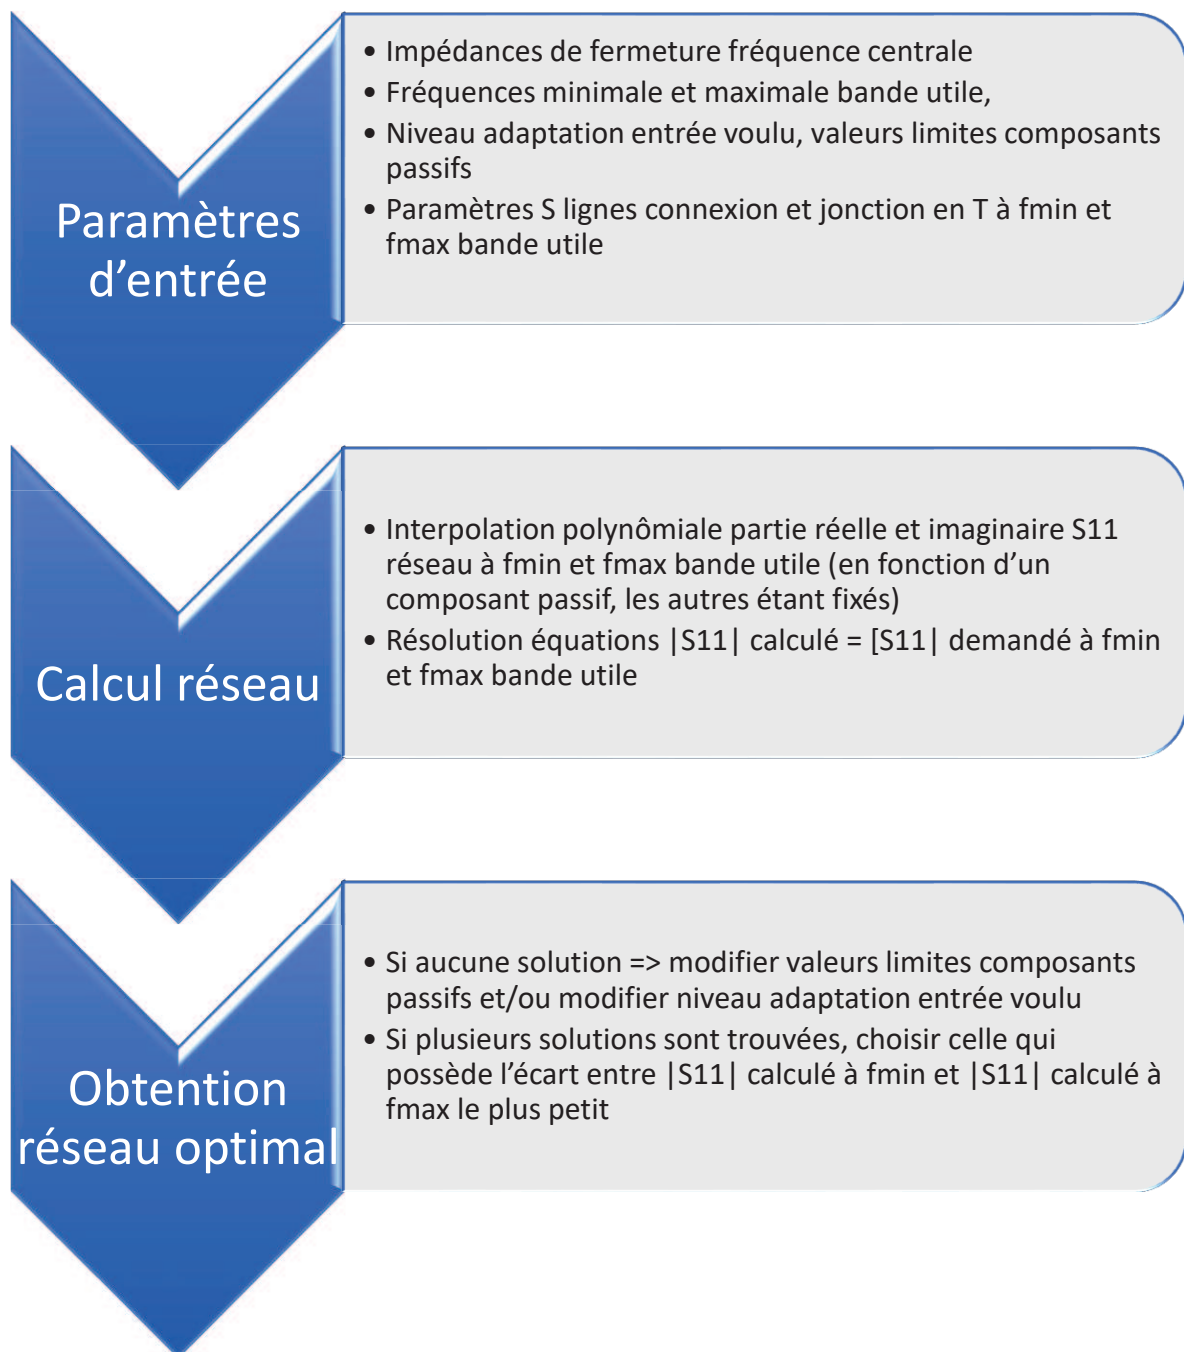 Paramètres
d’entrée
• Impédances de fermeture fréquence centrale
• Fréquences minimale et maximale bande utile,
• Niveau adaptation entrée voulu, valeurs limites composants
passifs
• Paramètres S lignes connexion et jonction en T à fmin et
fmax bande utile
Calcul réseau
• Interpolation polynômiale partie réelle et imaginaire S11
réseau à fmin et fmax bande utile (en fonction d’un
composant passif, les autres étant fixés)
• Résolution équations |S11| calculé = [S11| demandé à fmin
et fmax bande utile
Obtention
réseau optimal
• Si aucune solution => modifier valeurs limites composants
passifs et/ou modifier niveau adaptation entrée voulu
• Si plusieurs solutions sont trouvées, choisir celle qui
possède l’écart entre |S11| calculé à fmin et |S11| calculé à
fmax le plus petit